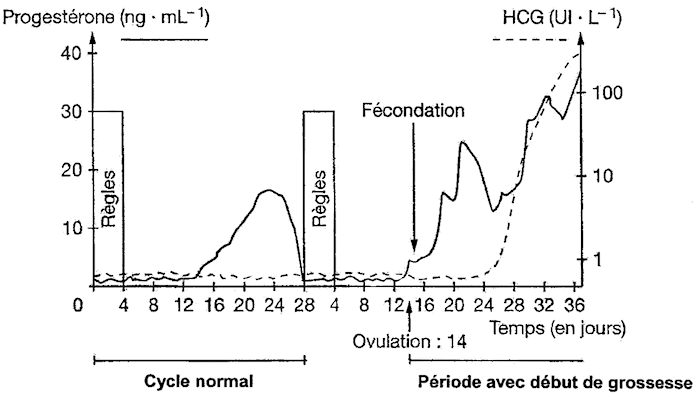 Progestérone (ng · mL⁻¹)
HCG (UI · L⁻¹)
40
30
20
10
0
100
10
1
Règles
Règles
Fécondation
4 8 12 16 20 24 28 4 8 12 16 20 24 28 32 36
Temps (en jours)
Ovulation : 14
Cycle normal
Période avec début de grossesse